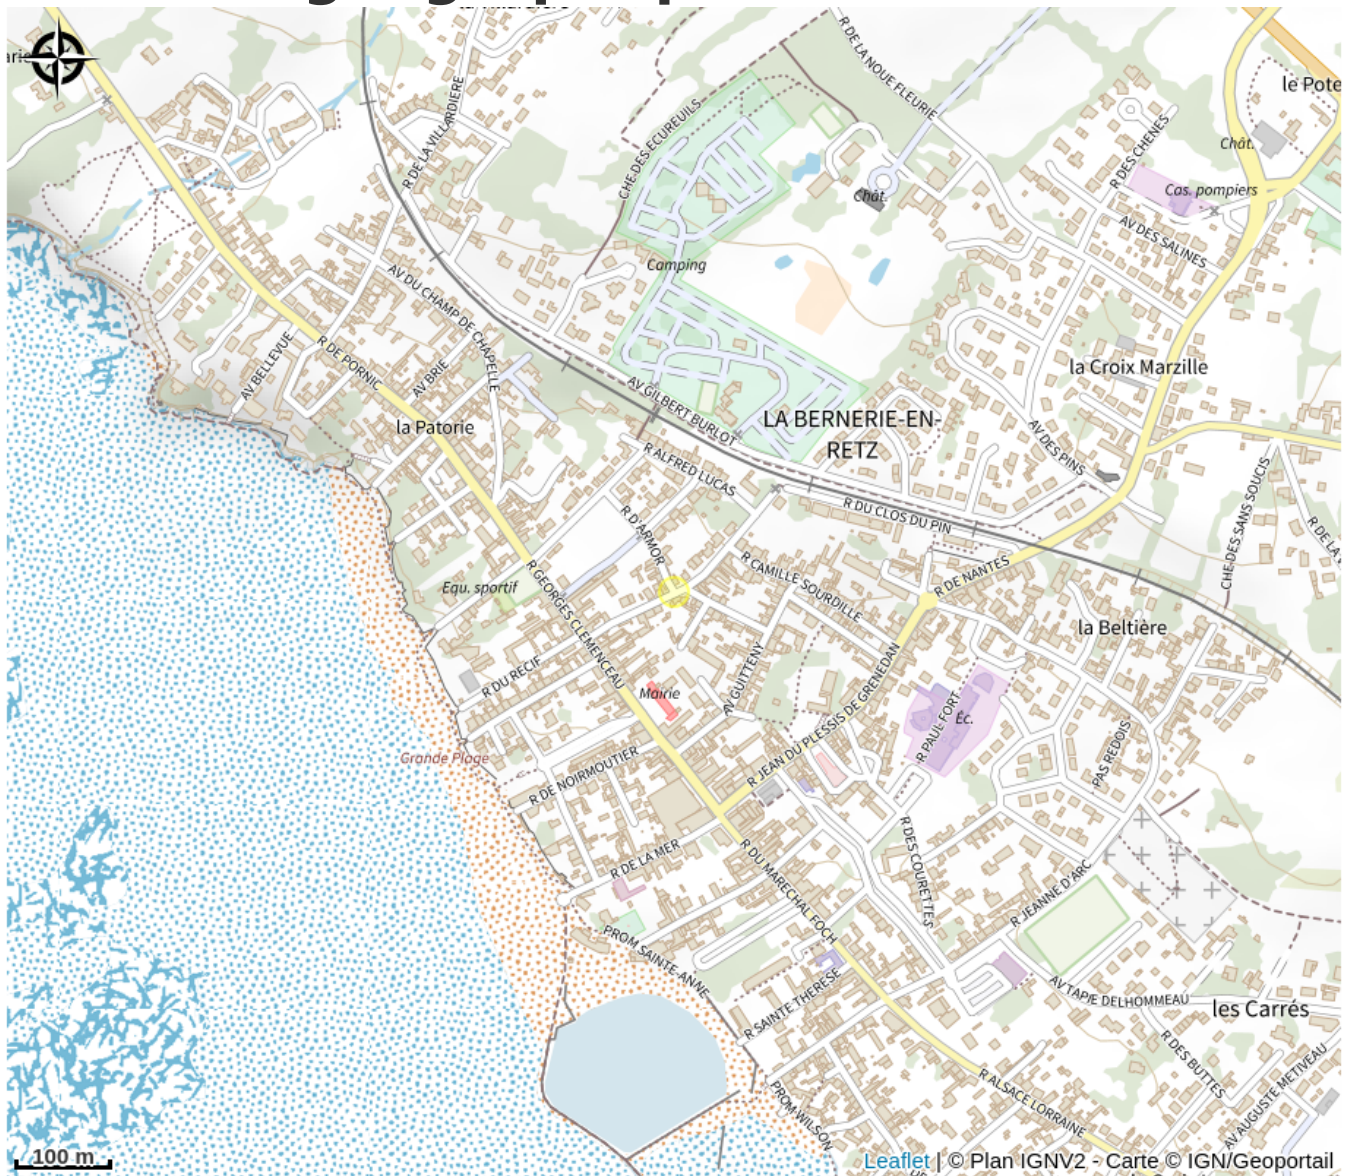 R DE LA NOUE FLEURIE
le Pote
R DE LA VILLARDIERE
CHE DES ECUREUILS
R DES CHENES
Chât.
Cas. pompiers
Chât.
AV DES SALINES
Camping
AV DU CHAMP DE CHAPELLE
AV BELLEVUE
R DE PORNIC
AV BRIE
la Croix Marzille
AV GILBERT BURLOT
LA BERNERIE-EN-
RETZ
la Patorie
AV DES PINS
R ALFRED LUCAS
CHE DES SANS SOUCIS
R DU CLOS DU PIN
R D'ARMOR
R DE LA
R CAMILLE SOURDILLE
R DE NANTES
Equ. sportif
R GEORGES CLEMENCEAU
la Beltière
R DU RECIF
AV GUITTENY
Mairie
R JEAN DU PLESSIS DE GRENEDAN
R PAUL FORT
Éc.
PAS REDOIS
Grande Plage
R DE NOIRMOUTIER
R DE LA MER
R DU MARECHAL FOCH
R DES COURETTES
R JEANNE D'ARC
PROM SAINTE-ANNE
R SAINTE THERESE
AV TAPIE DELHOMMEAU
les Carrés
R DES BUTTES
R ALSACE LORRAINE
AV AUGUSTE METIVEAU
PROM WILSON
100 m
Leaflet | © Plan IGNV2 - Carte © IGN/Geoportail